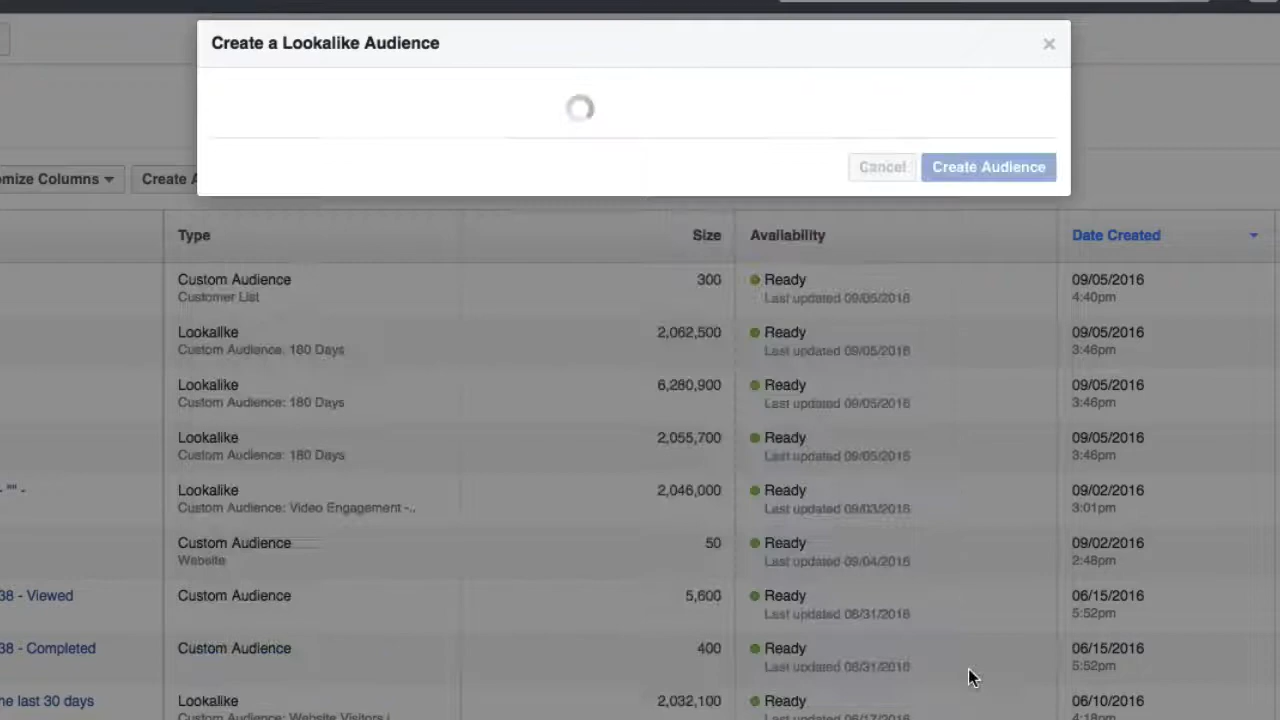 Create a Lookalike Audience
×
Cancel Create Audience
omize Columns Create A
Type Size Availability Date Created
Custom Audience 300 Ready 09/05/2016
Customer List Last updated 09/05/2016 4:40pm
Lookalike 2,062,500 Ready 09/05/2016
Custom Audience: 180 Days Last updated 09/05/2016 3:46pm
Lookalike 6,280,900 Ready 09/05/2016
Custom Audience: 180 Days Last updated 09/05/2016 3:46pm
Lookalike 2,055,700 Ready 09/05/2016
Custom Audience: 180 Days Last updated 09/05/2016 3:46pm
- "" - Lookalike 2,046,000 Ready 09/02/2016
Custom Audience: Video Engagement -.. Last updated 09/03/2016 3:01pm
Custom Audience 50 Ready 09/02/2016
Website Last updated 09/04/2016 2:48pm
38 - Viewed Custom Audience 5,600 Ready 06/15/2016
Last updated 08/31/2016 5:52pm
38 - Completed Custom Audience 400 Ready 06/15/2016
Last updated 08/31/2016 5:52pm
he last 30 days Lookalike 2,032,100 Ready 06/10/2016
Custom Audience: Website Visitors Last updated 06/17/2016 4:18pm